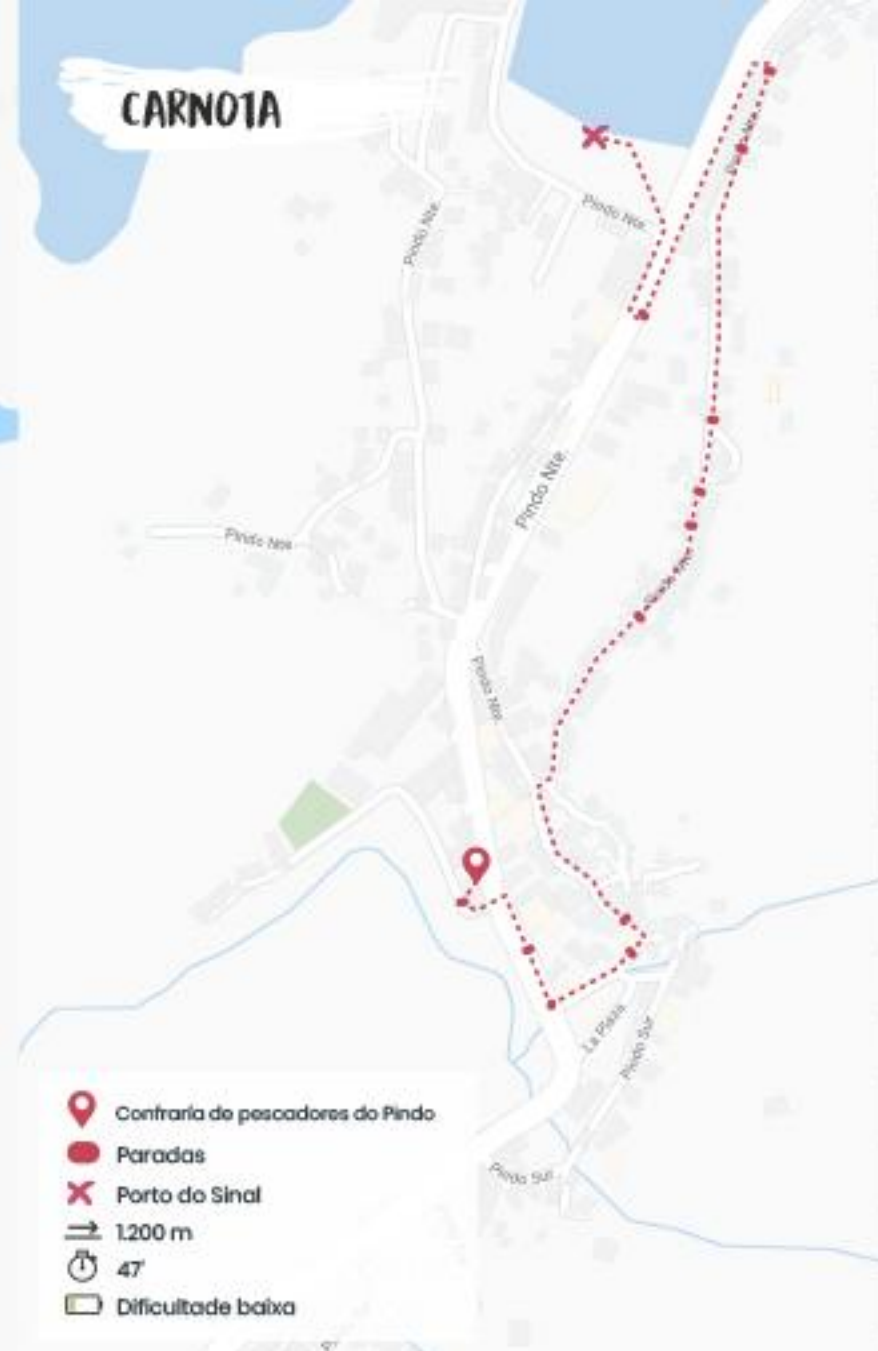 CARNOTA
Pindo Nte.
Pindo Nte.
Pindo Nte.
Pindo Nte.
Pindo Nte.
La Plaza
Pindo Sur
Pindo Sur
Confraría de pescadores do Pindo
Paradas
Porto do Sinal
1.200 m
47'
Dificultade baixa